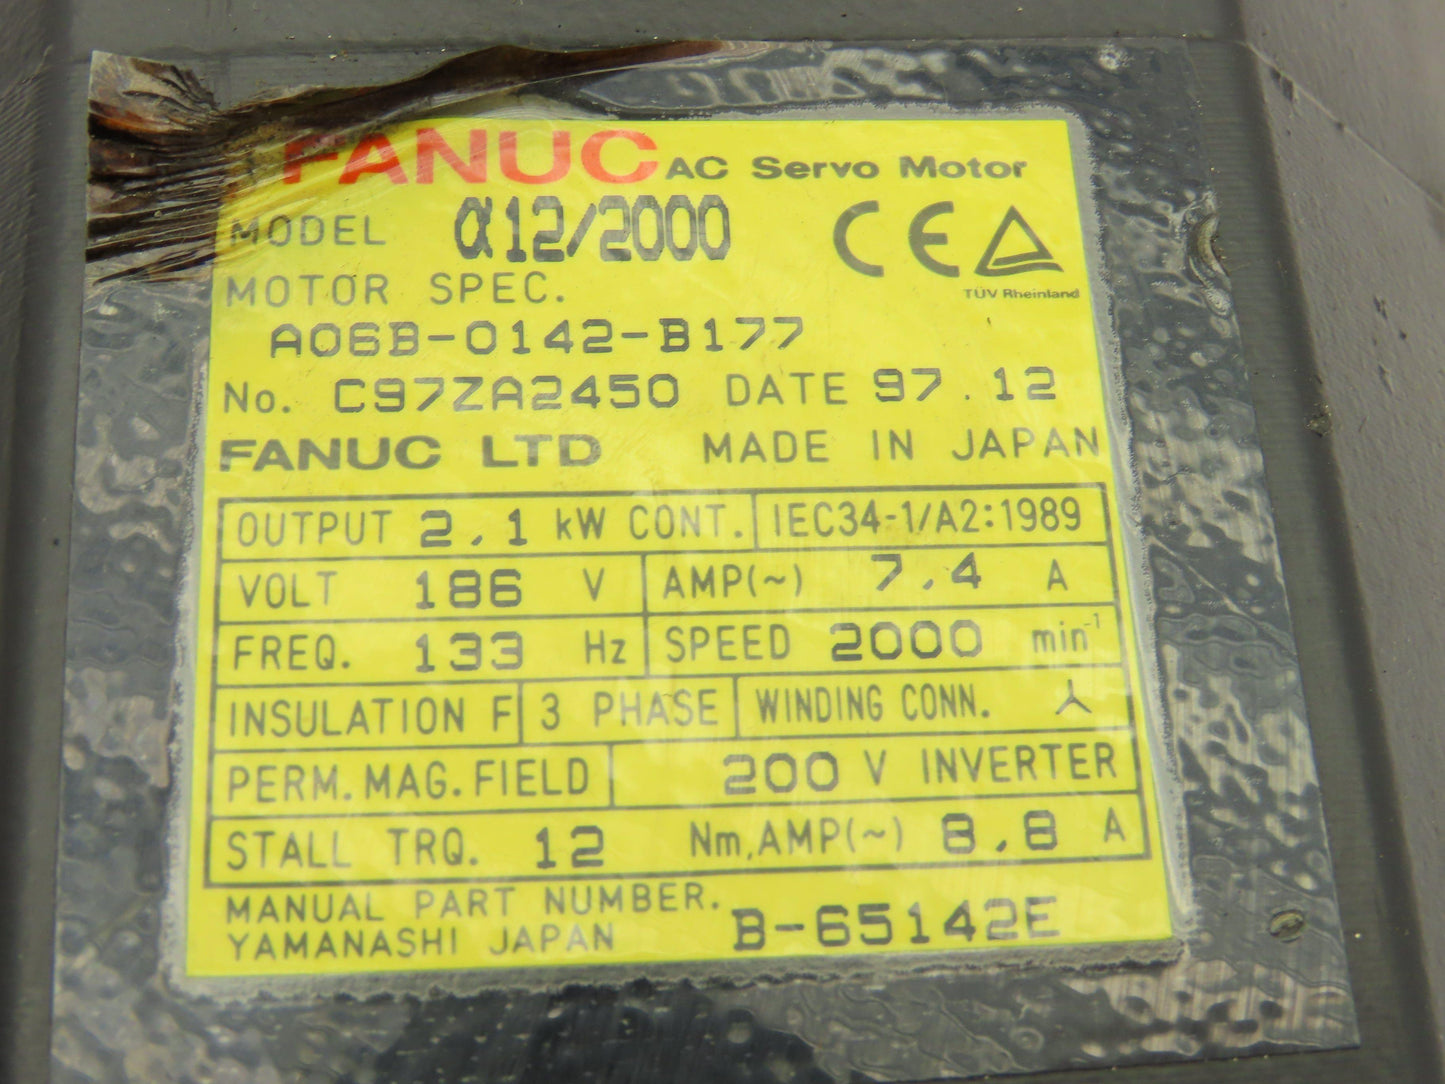 FANUC AC Servo Motor
MODEL α12/2000
CE
TÜV Rheinland
MOTOR SPEC.
A06B-0142-B177
No. C97ZA2450 DATE 97.12
FANUC LTD MADE IN JAPAN
OUTPUT 2.1 kW CONT. IEC34-1/A2:1989
VOLT 186 V AMP(~) 7.4 A
FREQ. 133 Hz SPEED 2000 min⁻¹
INSULATION F 3 PHASE WINDING CONN.
PERM.MAG.FIELD 200 V INVERTER
STALL TRQ. 12 Nm,AMP(~) 8.8 A
MANUAL PART NUMBER. B-65142E
YAMANASHI JAPAN